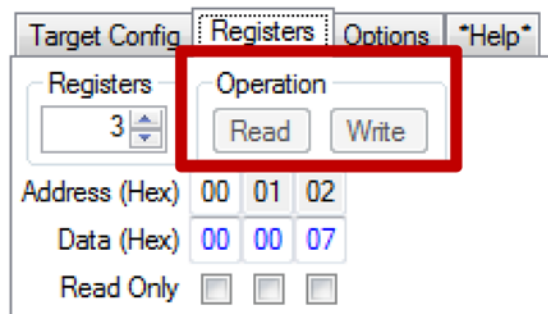 Target Config Registers Options *Help*
Registers Operation
3 Read Write
Address (Hex) 00 01 02
Data (Hex) 00 00 07
Read Only